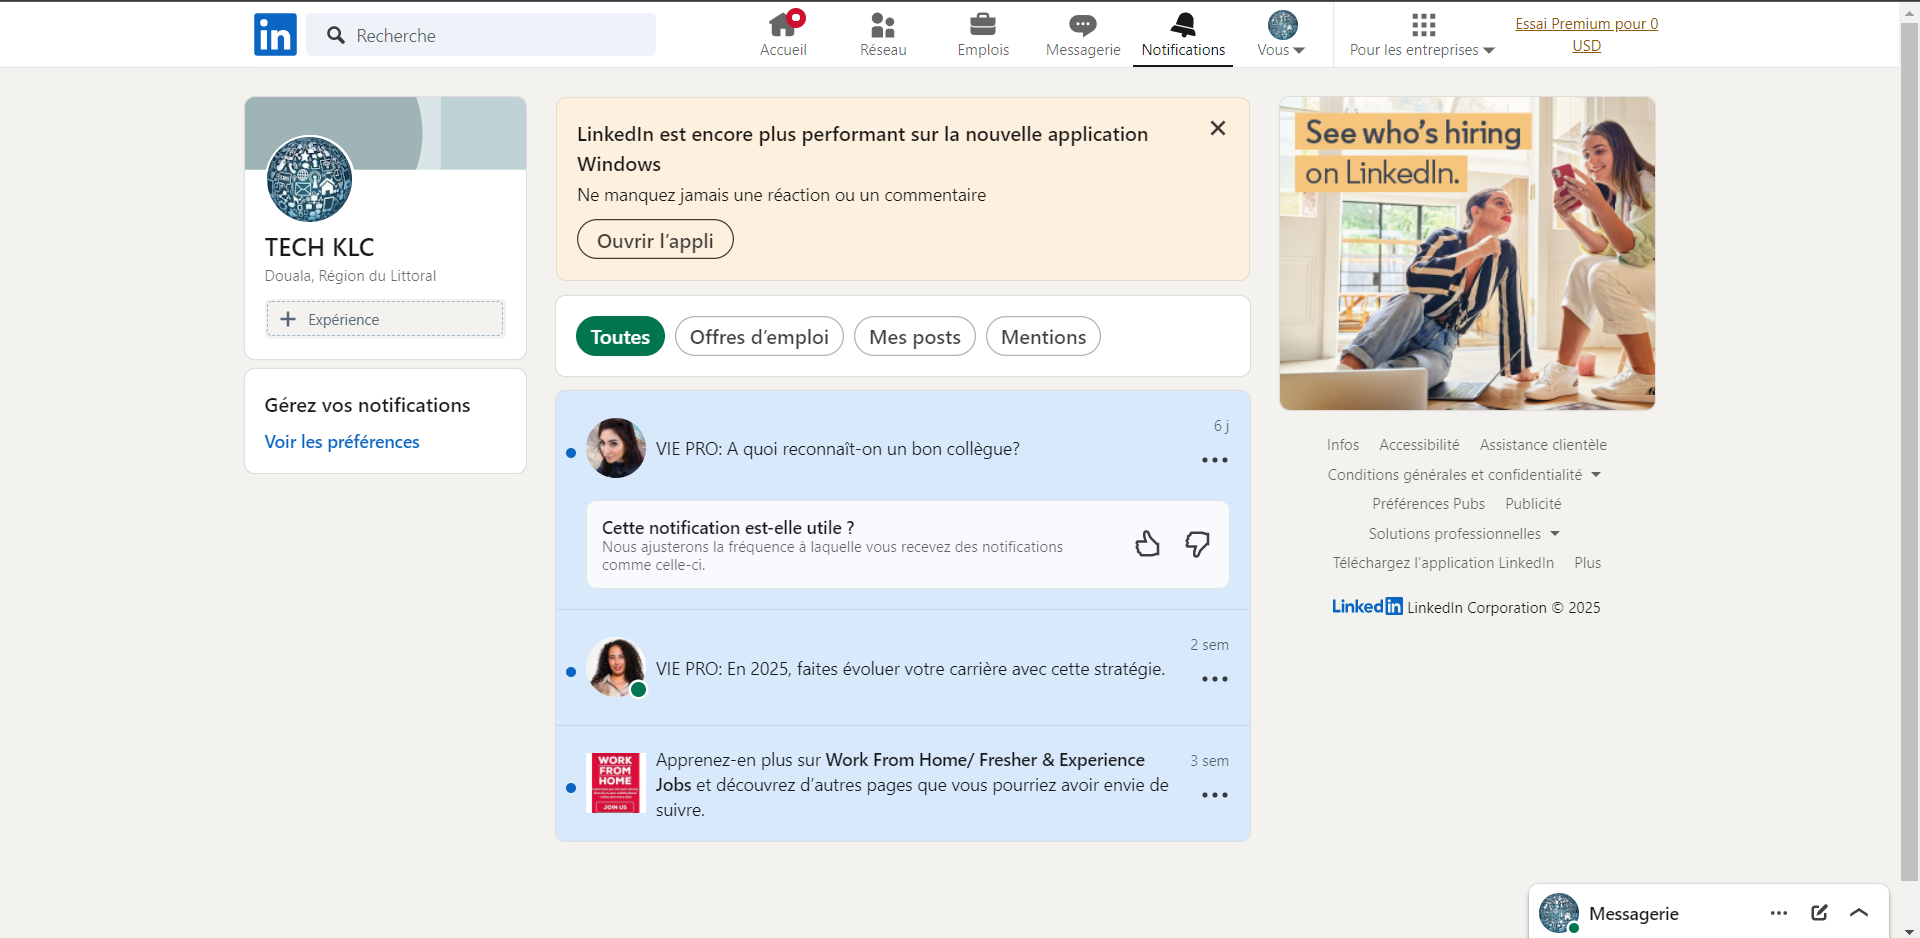 in
Recherche
Accueil
Réseau
Emplois
Messagerie
Notifications
Vous
Pour les entreprises
Essai Premium pour 0
USD
TECH KLC
Douala, Région du Littoral
+ Expérience
Gérez vos notifications
Voir les préférences
LinkedIn est encore plus performant sur la nouvelle application
Windows
Ne manquez jamais une réaction ou un commentaire
Ouvrir l’appli
Toutes
Offres d’emploi
Mes posts
Mentions
VIE PRO: A quoi reconnaît-on un bon collègue?
6 j
Cette notification est-elle utile ?
Nous ajusterons la fréquence à laquelle vous recevez des notifications
comme celle-ci.
VIE PRO: En 2025, faites évoluer votre carrière avec cette stratégie.
2 sem
WORK
FROM
HOME
JOIN US
Apprenez-en plus sur Work From Home/ Fresher & Experience
Jobs et découvrez d’autres pages que vous pourriez avoir envie de
suivre.
3 sem
See who’s hiring
on LinkedIn.
Infos Accessibilité Assistance clientèle
Conditions générales et confidentialité
Préférences Pubs Publicité
Solutions professionnelles
Téléchargez l’application LinkedIn Plus
LinkedIn LinkedIn Corporation © 2025
Messagerie